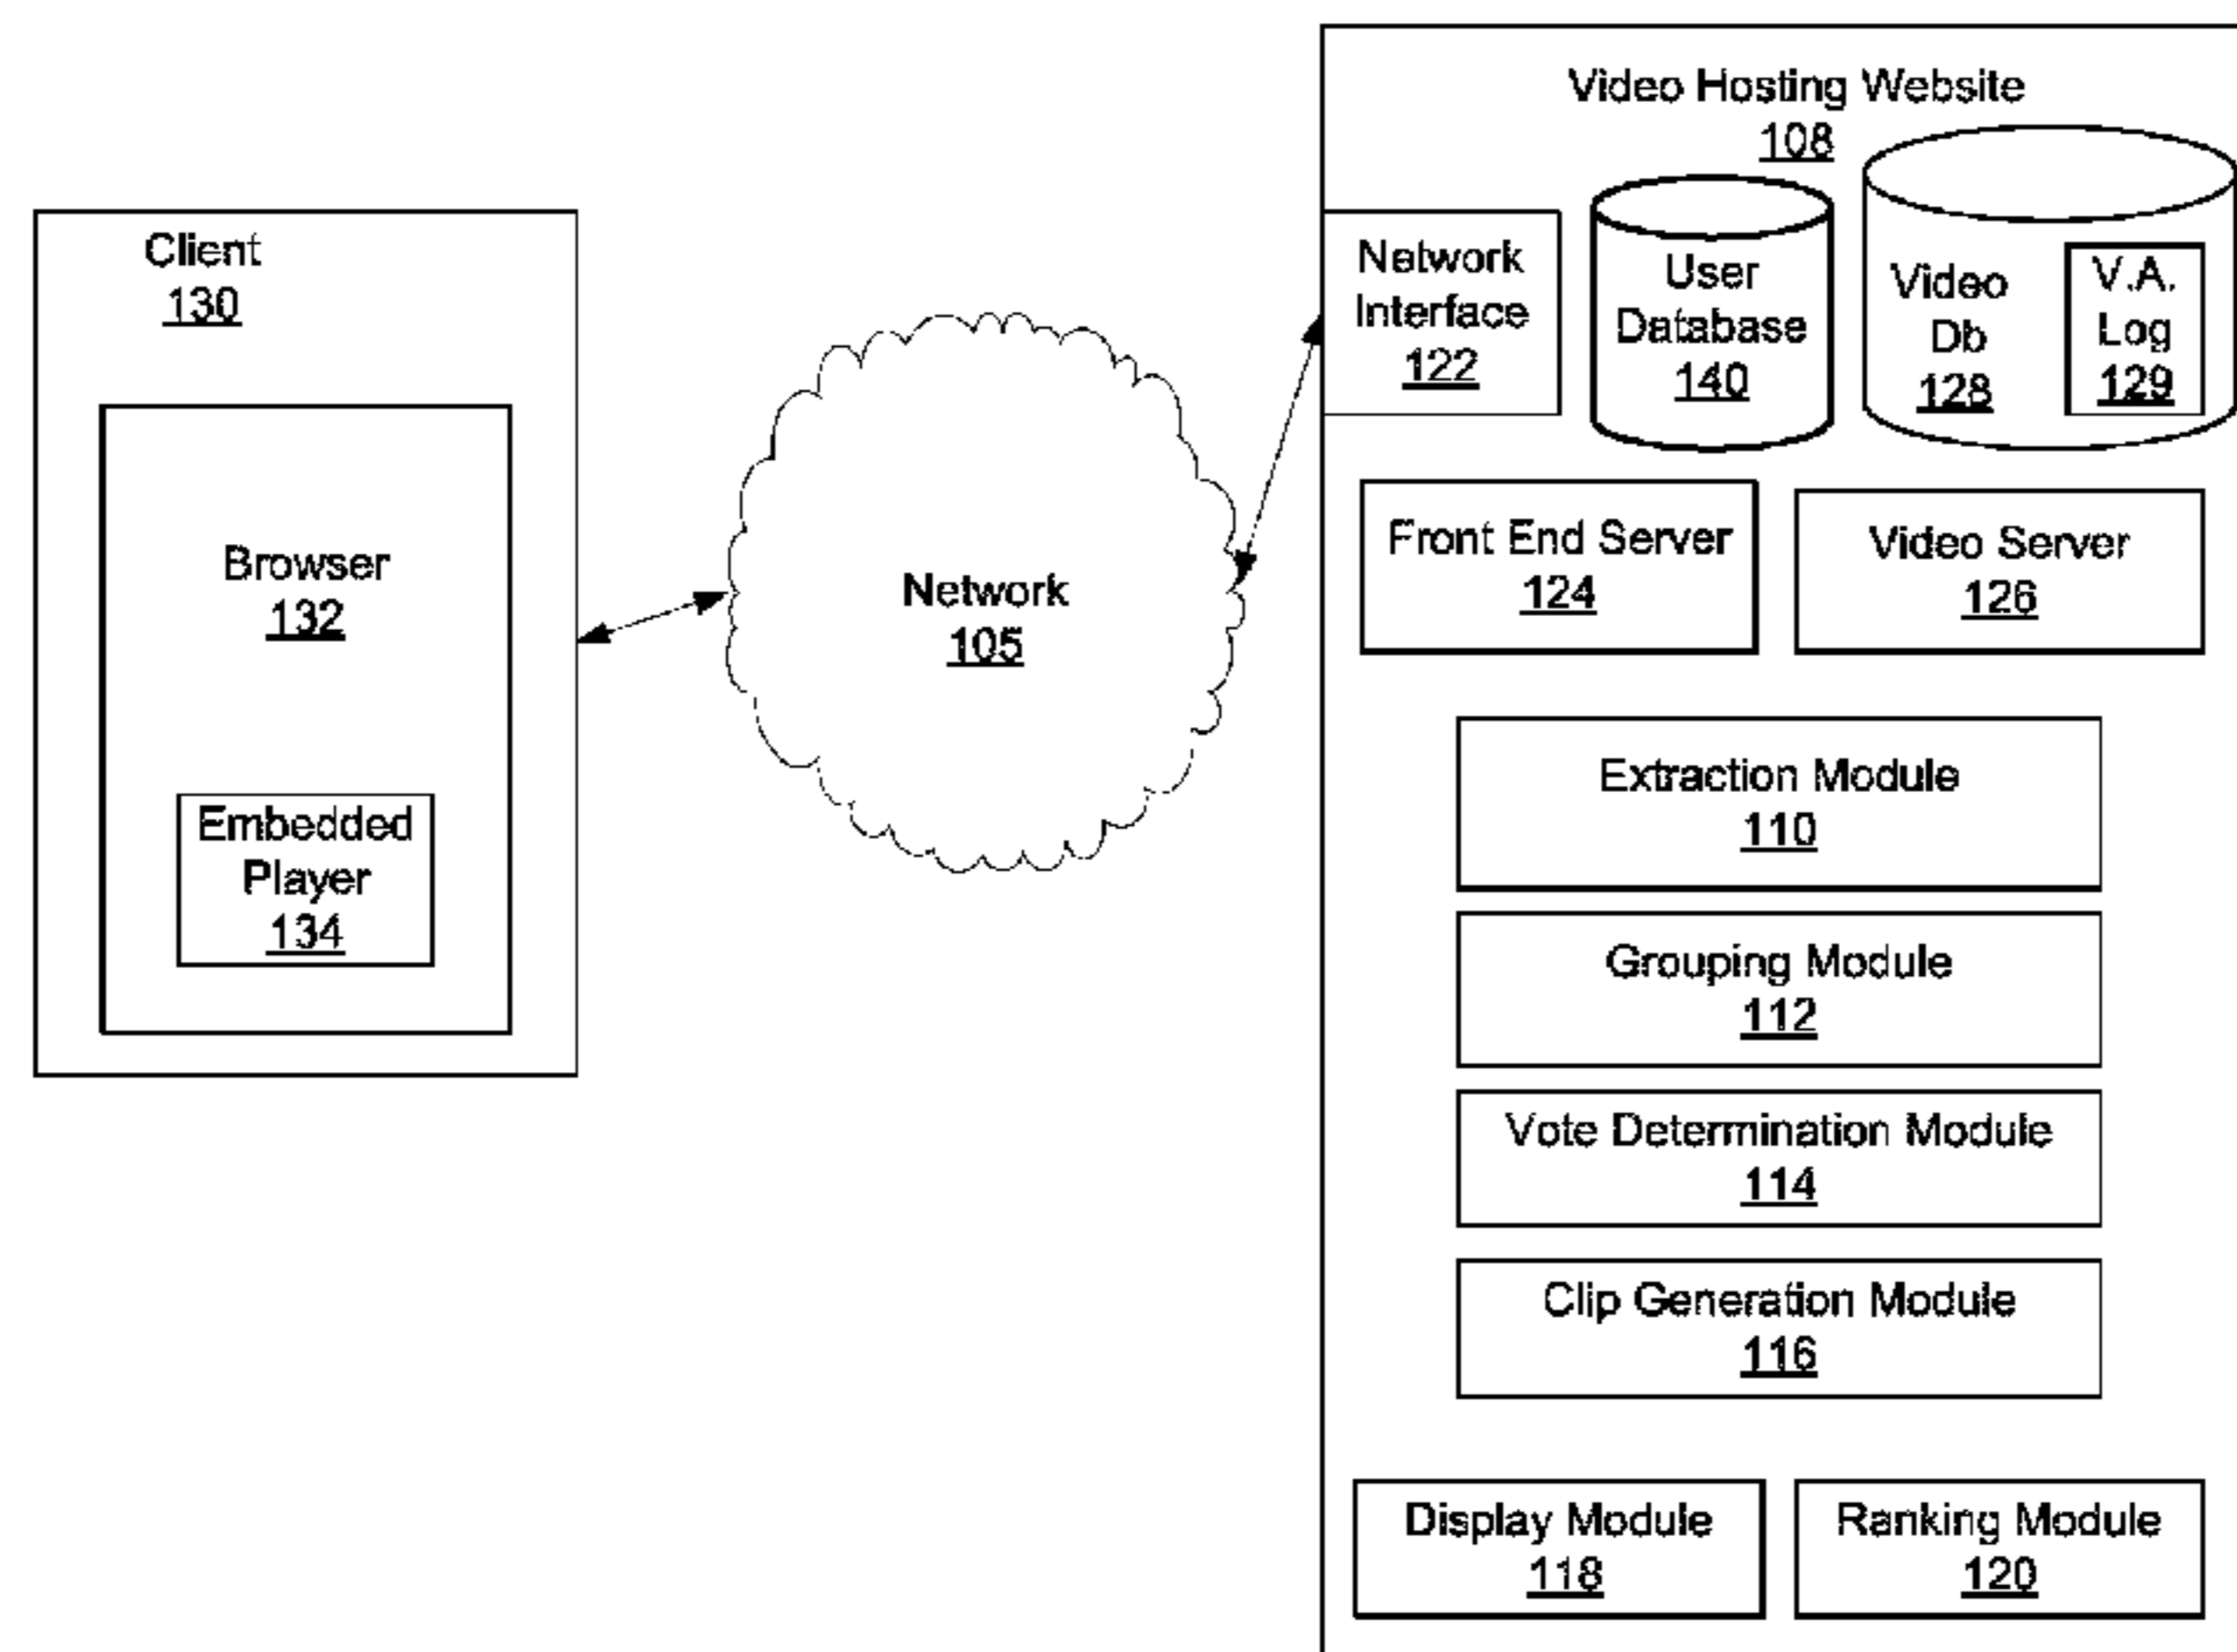 Video Hosting Website
108
Client
130
Browser
132
Embedded
Player
134
Network
105
Network
Interface
122
User
Database
140
Video
Db
128
V.A.
Log
129
Front End Server
124
Video Server
126
Extraction Module
110
Grouping Module
112
Vote Determination Module
114
Clip Generation Module
116
Display Module
118
Ranking Module
120